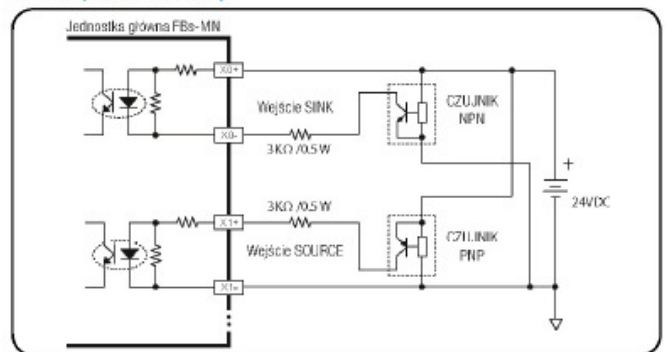 Jednostka główna FBs-MN
X0+
Wejście SINK
CZUJNIK
NPN
X0-
3KΩ /0.5 W
+
24VDC
3KΩ /0.5 W
X1+
Wejście SOURCE
CZUJNIK
PNP
X1-